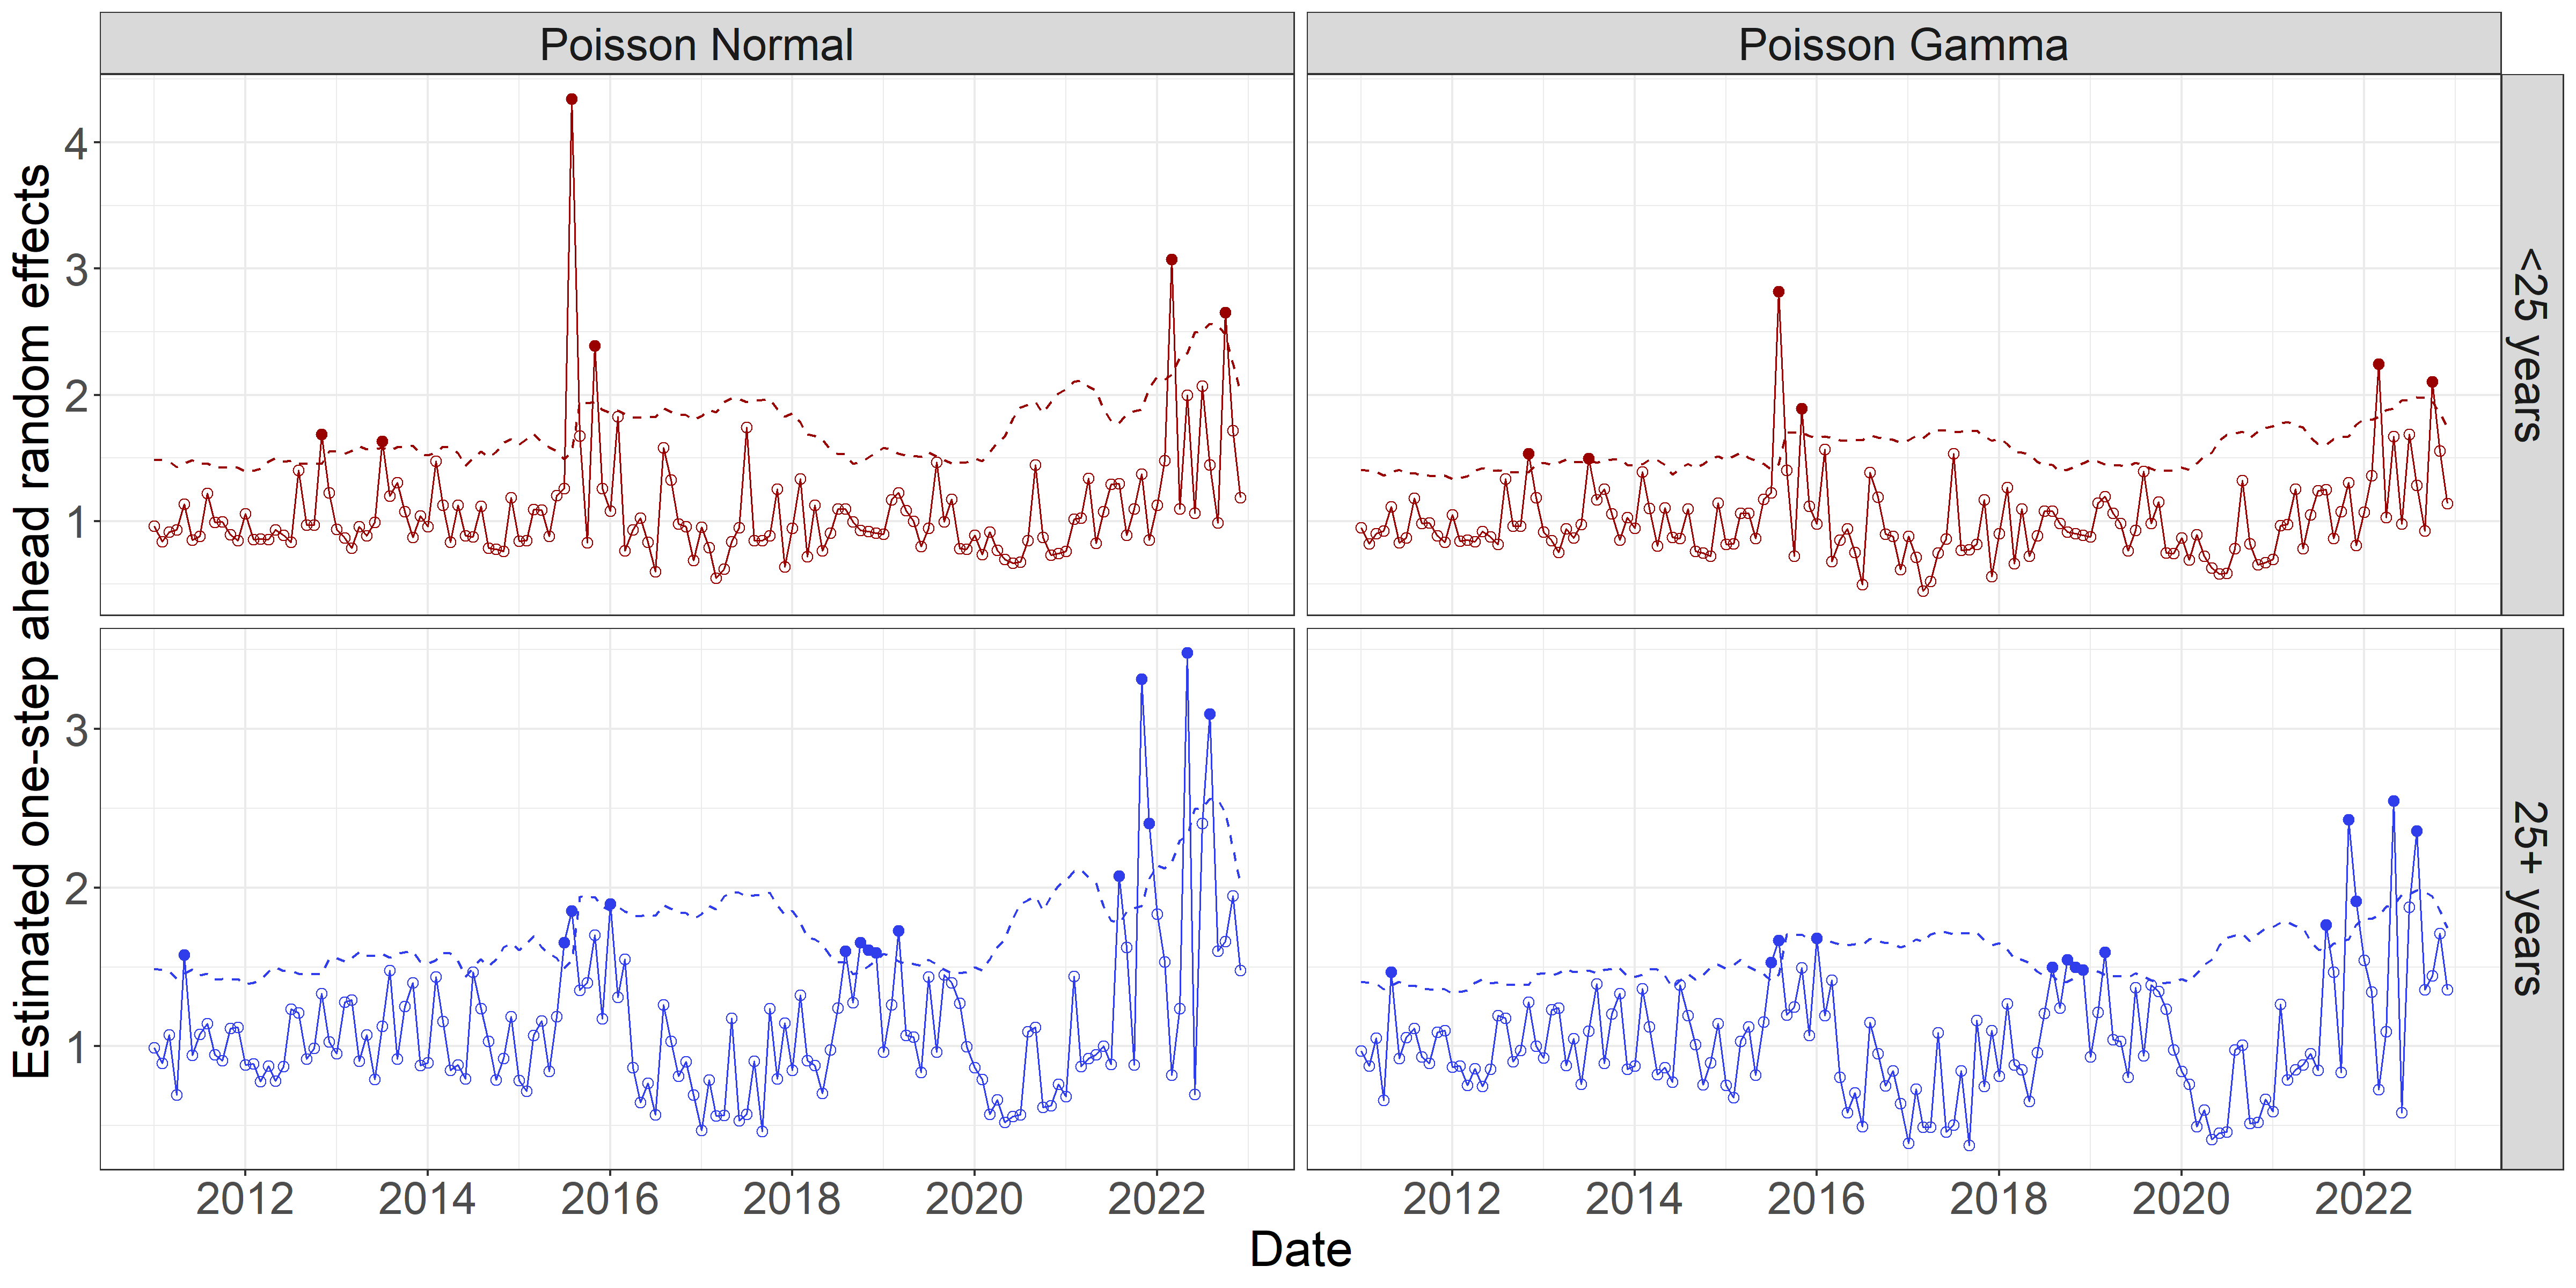 Poisson Normal
Poisson Gamma
Estimated one-step ahead random effects
4
3
2
1
<25 years
3
2
1
25+ years
2012 2014 2016 2018 2020 2022
2012 2014 2016 2018 2020 2022
Date